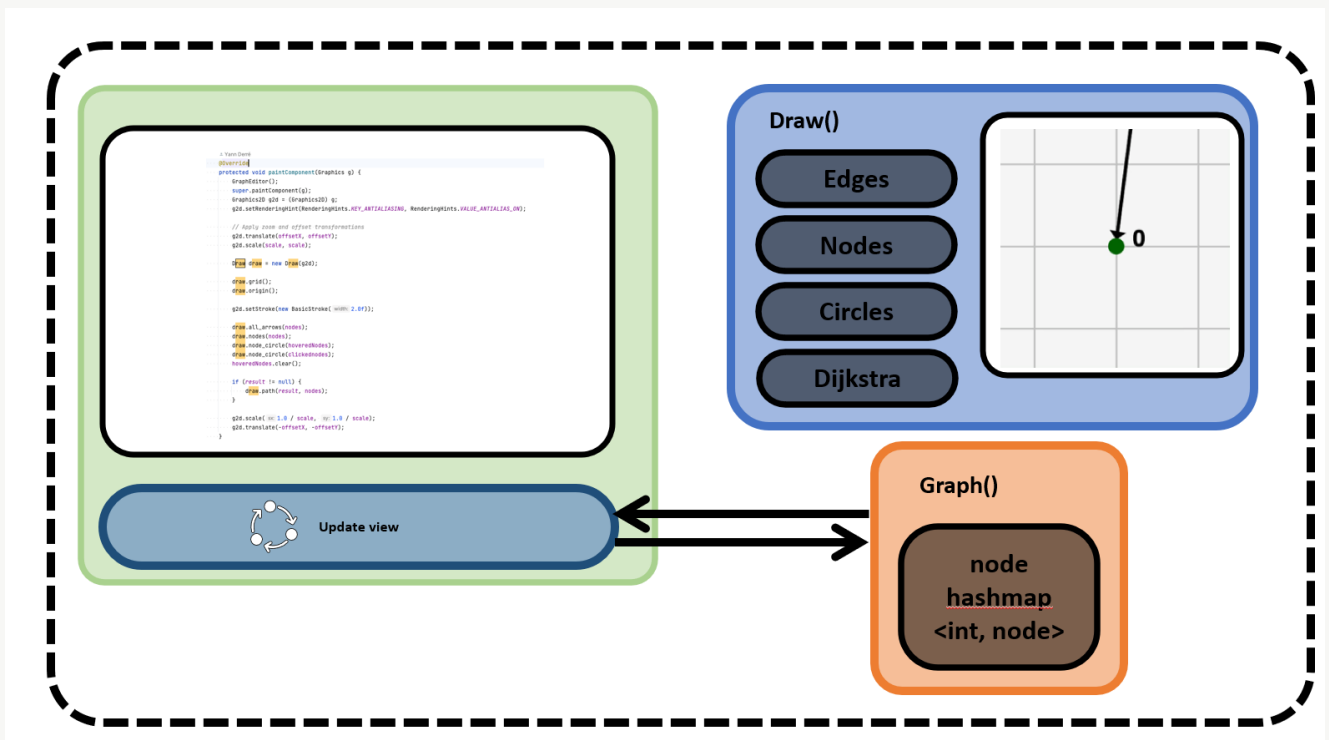 Yann Demé
@Override
protected void paintComponent(Graphics g) {
GraphEditor();
super.paintComponent(g);
Graphics2D g2d = (Graphics2D) g;
g2d.setRenderingHint(RenderingHints.KEY_ANTIALIASING, RenderingHints.VALUE_ANTIALIAS_ON);
// Apply zoom and offset transformations
g2d.translate(offsetX, offsetY);
g2d.scale(scale, scale);
Draw draw = new Draw(g2d);
draw.grid();
draw.origin();
g2d.setStroke(new BasicStroke( width: 2.0f));
draw.all_arrows(nodes);
draw.nodes(nodes);
draw.node_circle(hoveredNodes);
draw.node_circle(clickednodes);
hoveredNodes.clear();
if (result != null) {
draw.path(result, nodes);
}
g2d.scale( sx: 1.0 / scale, sy: 1.0 / scale);
g2d.translate(-offsetX, -offsetY);
}
Update view
Draw()
Edges
Nodes
Circles
Dijkstra
0
Graph()
node
hashmap
<int, node>